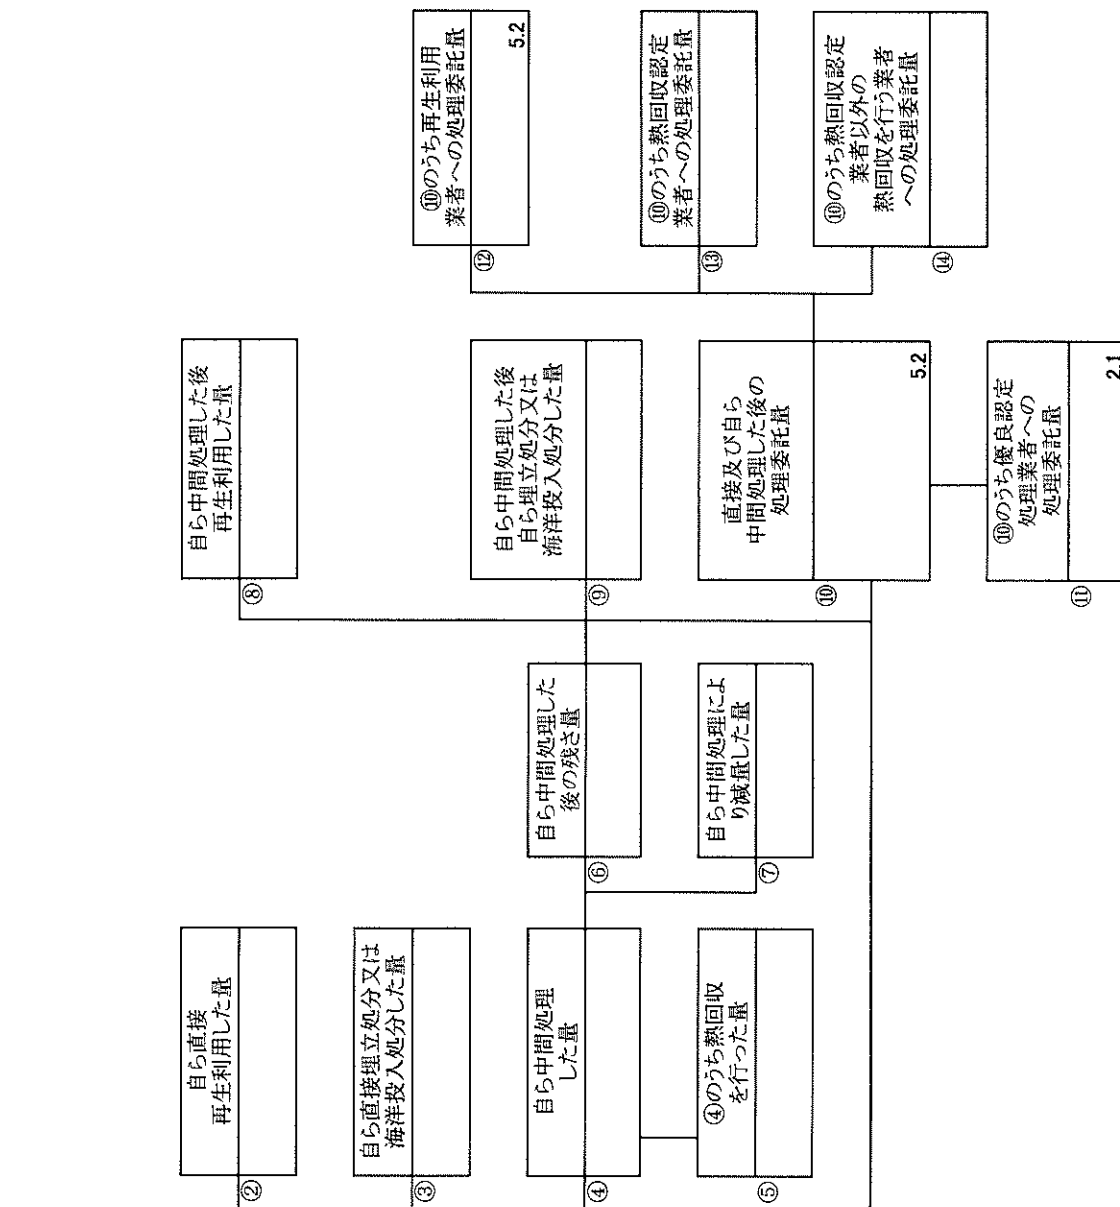 ②
自ら直接
再生利用した量
③
自ら直接埋立処分又は
海洋投入処分した量
④
自ら中間処理
した量
⑤
④のうち熱回収
を行った量
⑥
自ら中間処理した
後の残さ量
⑦
自ら中間処理によ
り減量した量
⑧
自ら中間処理した後
再生利用した量
⑨
自ら中間処理した後
自ら埋立処分又は
海洋投入処分した量
⑩
直接及び自ら
中間処理した後の
処理委託量
5.2
⑪
⑩のうち優良認定
処理業者への
処理委託量
2.1
⑫
⑩のうち再生利用
業者への処理委託量
5.2
⑬
⑩のうち熱回収認定
業者への処理委託量
⑭
⑩のうち熱回収認定
業者以外の
熱回収を行う業者
への処理委託量